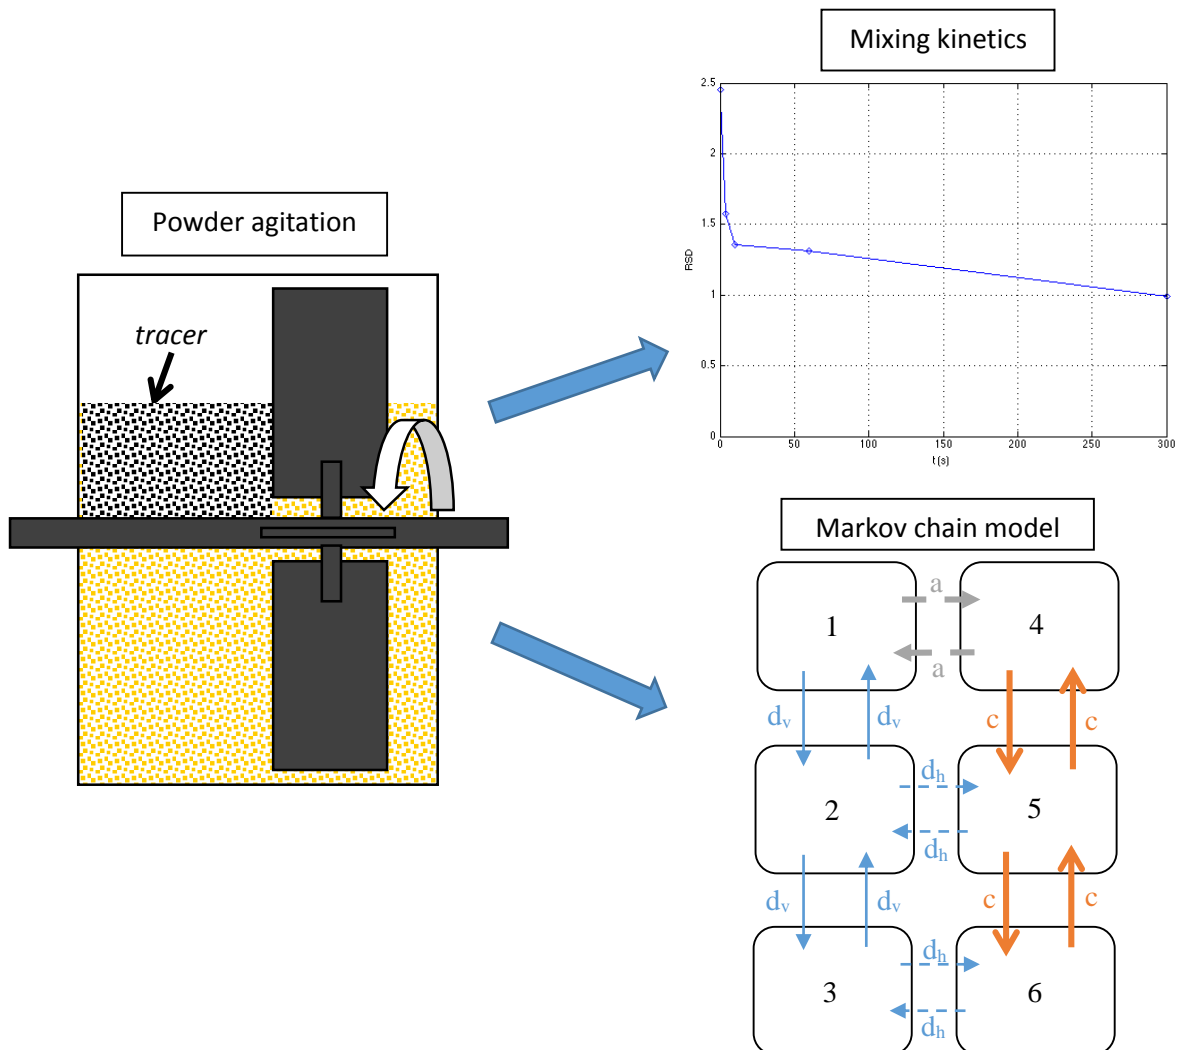 Mixing kinetics
2.5
2
1.5
1
0.5
0
RSD
0 50 100 150 200 250 300
t (s)
Powder agitation
tracer
Markov chain model
1 a 4
a
dᵥ dᵥ c c
2 dₕ 5
dₕ
dᵥ dᵥ c c
3 dₕ 6
dₕ